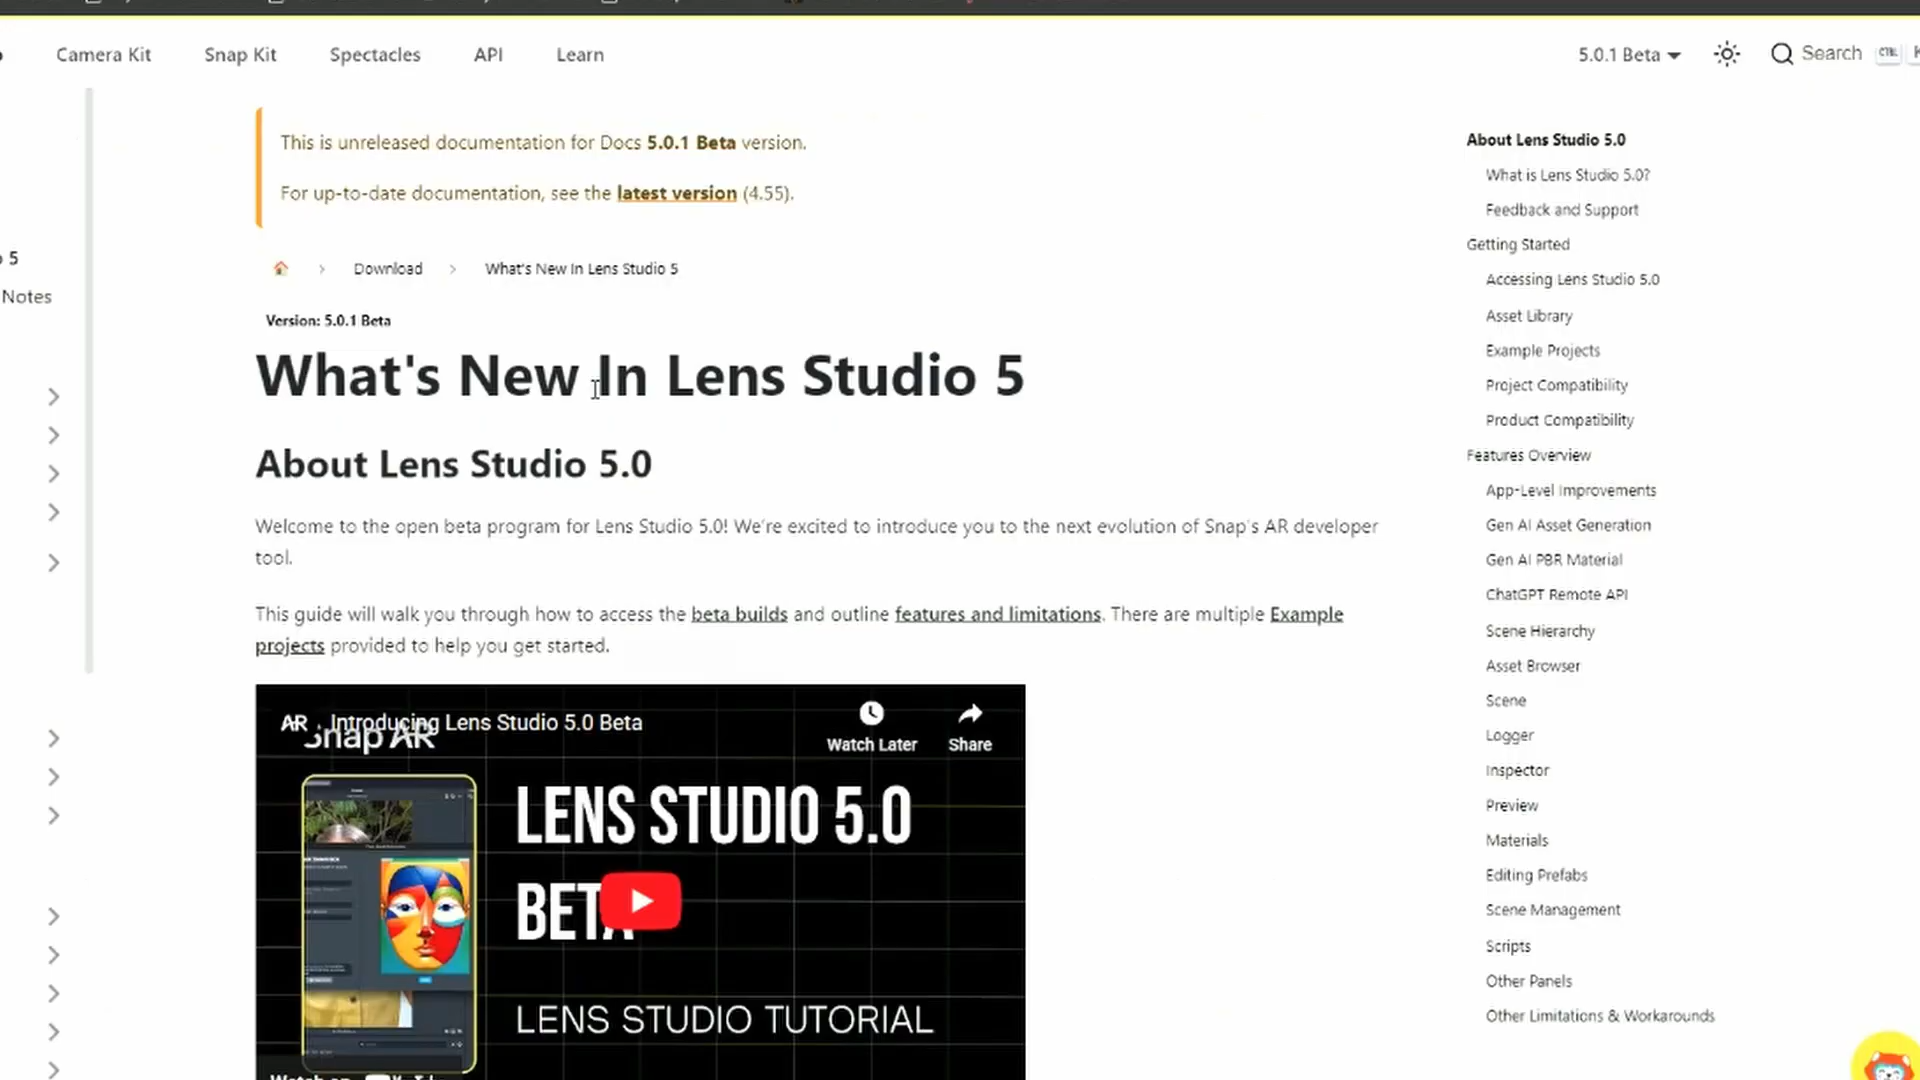 Camera Kit
Snap Kit
Spectacles
API
Learn
5.0.1 Beta
Search
CTRL
K
5
Notes
This is unreleased documentation for Docs 5.0.1 Beta version.
For up-to-date documentation, see the latest version (4.55).
Download
What's New In Lens Studio 5
Version: 5.0.1 Beta
What's New In Lens Studio 5
About Lens Studio 5.0
Welcome to the open beta program for Lens Studio 5.0! We're excited to introduce you to the next evolution of Snap's AR developer
tool.
This guide will walk you through how to access the beta builds and outline features and limitations. There are multiple Example
projects provided to help you get started.
AR
Introducing Lens Studio 5.0 Beta
Snap AR
Watch Later
Share
LENS STUDIO 5.0
BETA
LENS STUDIO TUTORIAL
Watch on
About Lens Studio 5.0
What is Lens Studio 5.0?
Feedback and Support
Getting Started
Accessing Lens Studio 5.0
Asset Library
Example Projects
Project Compatibility
Product Compatibility
Features Overview
App-Level Improvements
Gen AI Asset Generation
Gen AI PBR Material
ChatGPT Remote API
Scene Hierarchy
Asset Browser
Scene
Logger
Inspector
Preview
Materials
Editing Prefabs
Scene Management
Scripts
Other Panels
Other Limitations & Workarounds